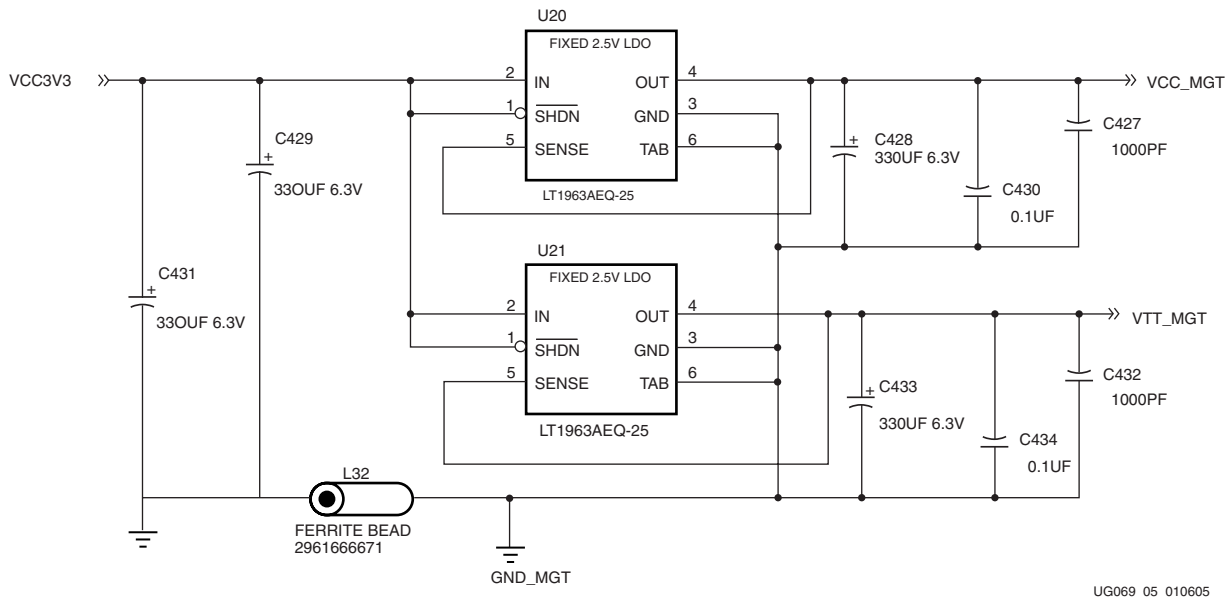 U20
FIXED 2.5V LDO
VCC3V3
2
IN
OUT
4
VCC_MGT
1
SHDN
GND
3
5
SENSE
TAB
6
LT1963AEQ-25
C429
+
33OUF 6.3V
C428
+
330UF 6.3V
C427
1000PF
C430
0.1UF
U21
FIXED 2.5V LDO
C431
+
33OUF 6.3V
2
IN
OUT
4
VTT_MGT
1
SHDN
GND
3
5
SENSE
TAB
6
LT1963AEQ-25
C433
+
330UF 6.3V
C432
1000PF
C434
0.1UF
L32
FERRITE BEAD
2961666671
GND_MGT
UG069_05_010605